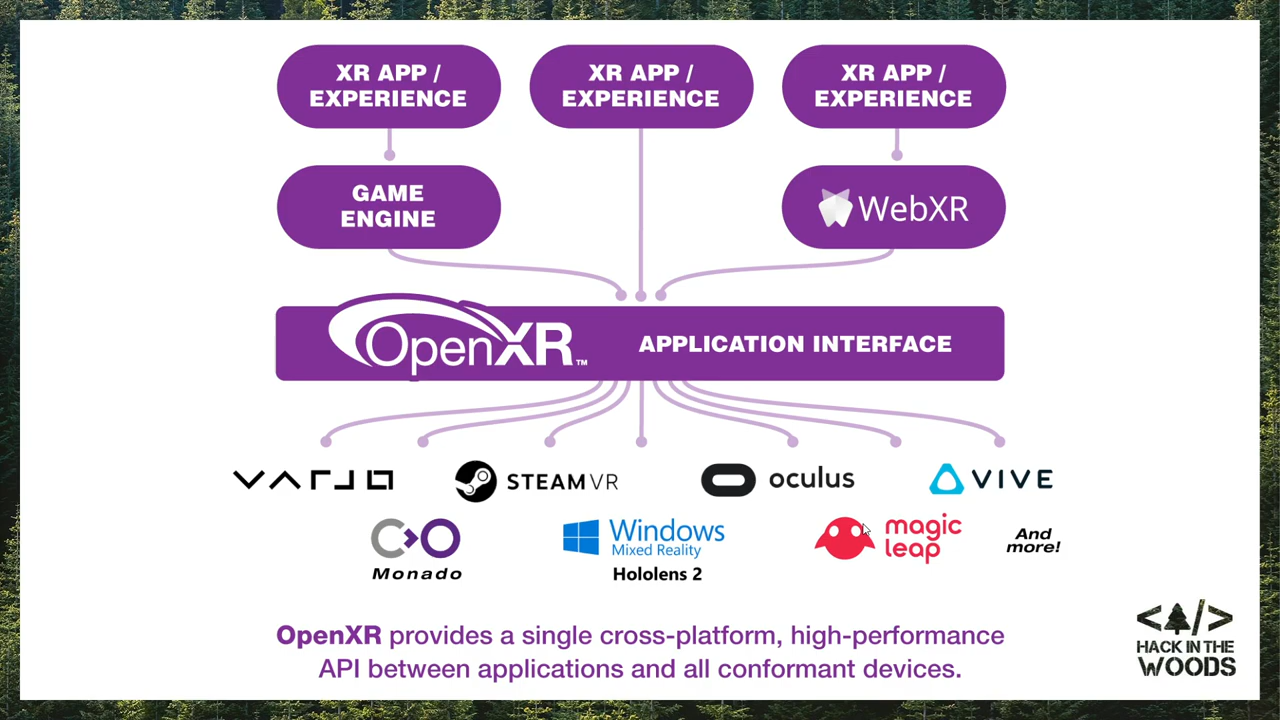 XR APP /
EXPERIENCE
XR APP /
EXPERIENCE
XR APP /
EXPERIENCE
GAME
ENGINE
WebXR
OpenXR™
APPLICATION INTERFACE
VARJO
STEAMVR
oculus
VIVE
Monado
Windows
Mixed Reality
Hololens 2
magic
leap
And
more!
OpenXR provides a single cross-platform, high-performance
API between applications and all conformant devices.
HACK IN THE
WOODS